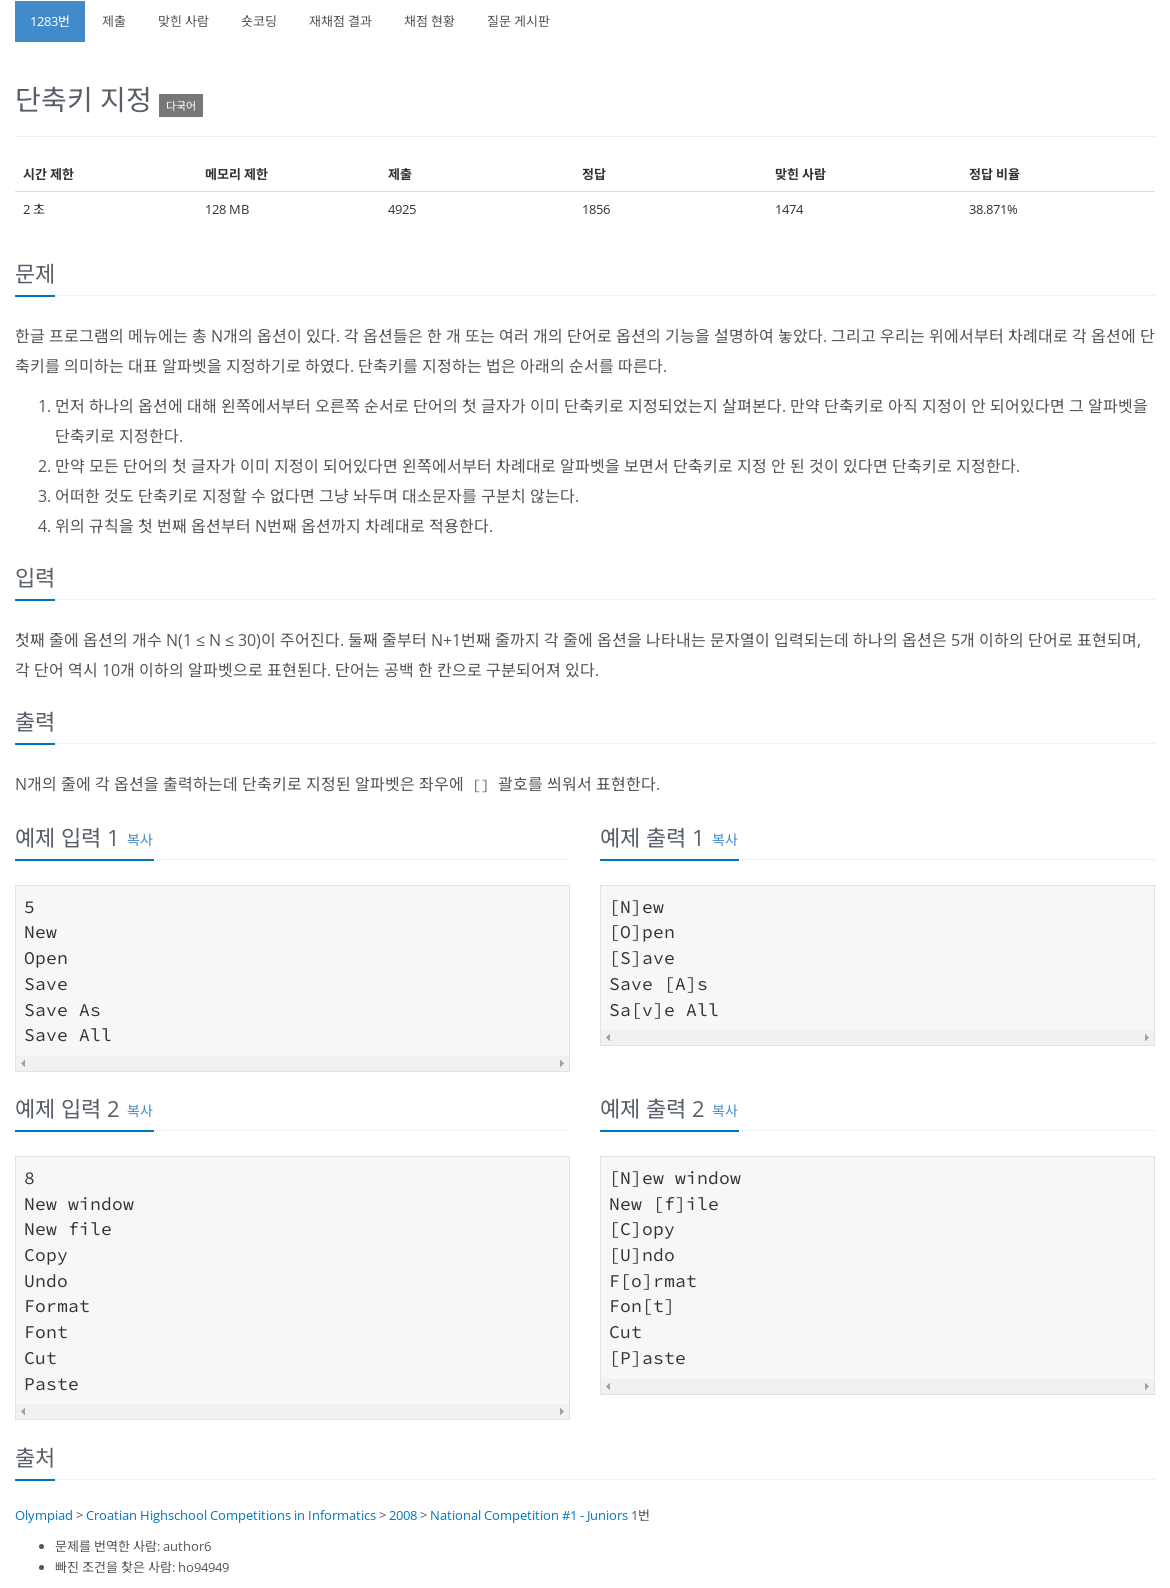 1283번 제출 맞힌 사람 숏코딩 재채점 결과 채점 현황 질문 게시판
단축키 지정 다국어
시간 제한 메모리 제한 제출 정답 맞힌 사람 정답 비율
2 초 128 MB 4925 1856 1474 38.871%
문제
한글 프로그램의 메뉴에는 총 N개의 옵션이 있다. 각 옵션들은 한 개 또는 여러 개의 단어로 옵션의 기능을 설명하여 놓았다. 그리고 우리는 위에서부터 차례대로 각 옵션에 단
축키를 의미하는 대표 알파벳을 지정하기로 하였다. 단축키를 지정하는 법은 아래의 순서를 따른다.
1. 먼저 하나의 옵션에 대해 왼쪽에서부터 오른쪽 순서로 단어의 첫 글자가 이미 단축키로 지정되었는지 살펴본다. 만약 단축키로 아직 지정이 안 되어있다면 그 알파벳을
단축키로 지정한다.
2. 만약 모든 단어의 첫 글자가 이미 지정이 되어있다면 왼쪽에서부터 차례대로 알파벳을 보면서 단축키로 지정 안 된 것이 있다면 단축키로 지정한다.
3. 어떠한 것도 단축키로 지정할 수 없다면 그냥 놔두며 대소문자를 구분치 않는다.
4. 위의 규칙을 첫 번째 옵션부터 N번째 옵션까지 차례대로 적용한다.
입력
첫째 줄에 옵션의 개수 N(1 ≤ N ≤ 30)이 주어진다. 둘째 줄부터 N+1번째 줄까지 각 줄에 옵션을 나타내는 문자열이 입력되는데 하나의 옵션은 5개 이하의 단어로 표현되며,
각 단어 역시 10개 이하의 알파벳으로 표현된다. 단어는 공백 한 칸으로 구분되어져 있다.
출력
N개의 줄에 각 옵션을 출력하는데 단축키로 지정된 알파벳은 좌우에 [] 괄호를 씌워서 표현한다.
예제 입력 1 복사
5
New
Open
Save
Save As
Save All
예제 출력 1 복사
[N]ew
[O]pen
[S]ave
Save [A]s
Sa[v]e All
예제 입력 2 복사
8
New window
New file
Copy
Undo
Format
Font
Cut
Paste
예제 출력 2 복사
[N]ew window
New [f]ile
[C]opy
[U]ndo
F[o]rmat
Fon[t]
Cut
[P]aste
출처
Olympiad > Croatian Highschool Competitions in Informatics > 2008 > National Competition #1 - Juniors 1번
문제를 번역한 사람: author6
빠진 조건을 찾은 사람: ho94949